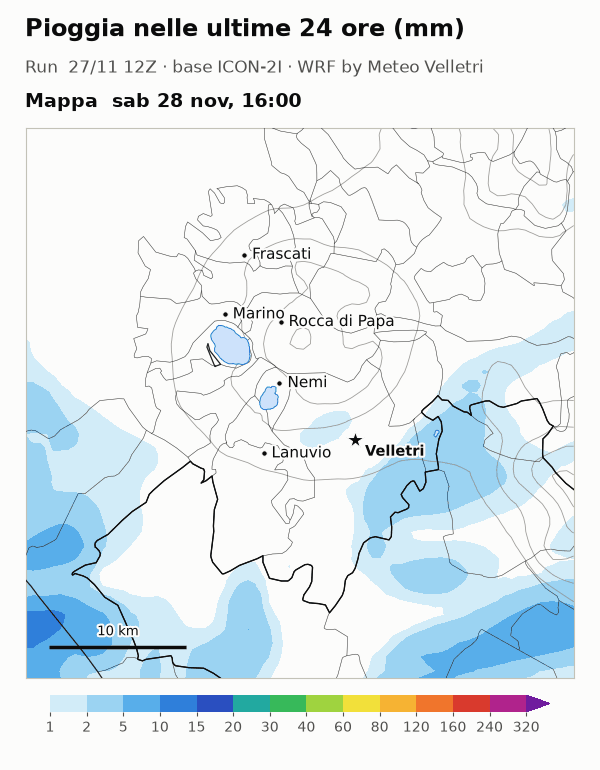 Pioggia nelle ultime 24 ore (mm)
Run  27/11 12Z · base ICON-2I · WRF by Meteo Velletri
Mappa  sab 28 nov, 16:00
Frascati
Marino
Rocca di Papa
Nemi
Velletri
Lanuvio
10 km
1 2 5 10 15 20 30 40 60 80 120 160 240 320